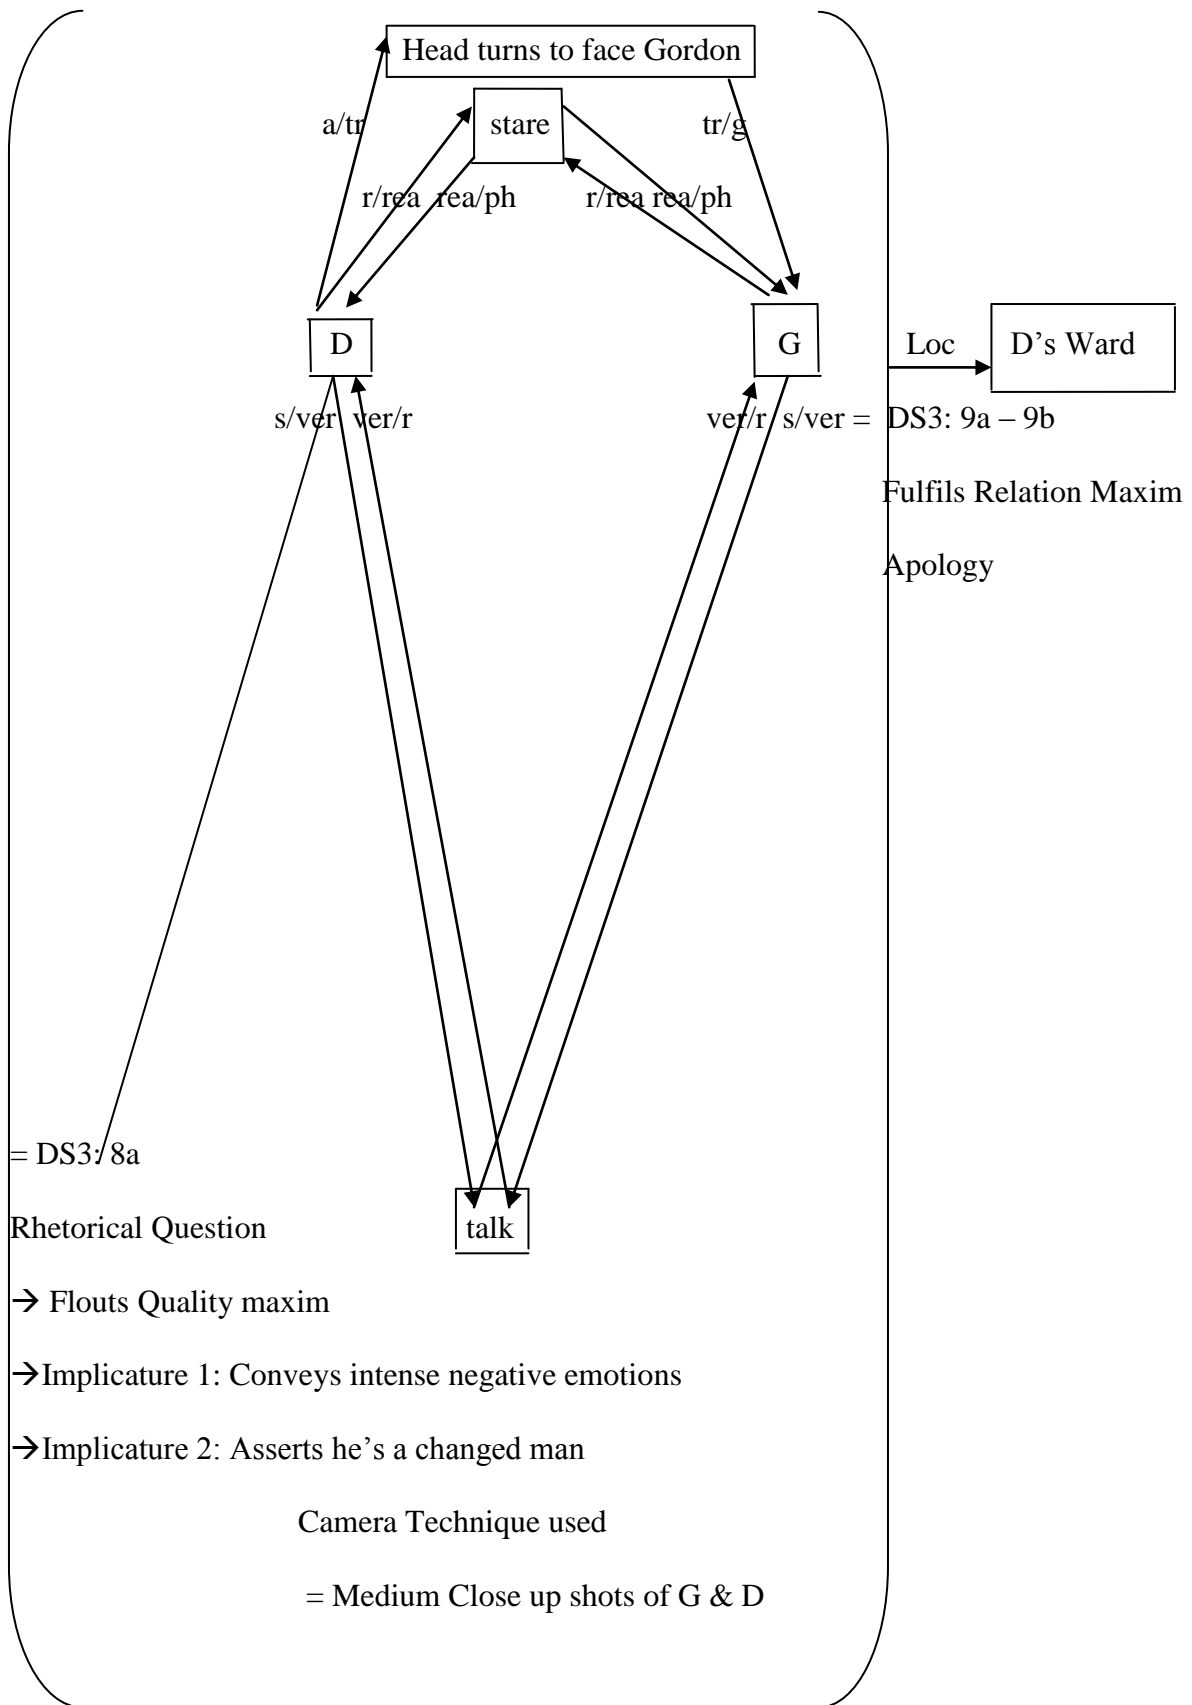 Head turns to face Gordon
a/tr stare tr/g
r/rea rea/ph r/rea rea/ph
D G Loc D’s Ward
s/ver ver/r ver/r s/ver = DS3: 9a – 9b
Fulfils Relation Maxim
Apology
= DS3: 8a
Rhetorical Question talk
→ Flouts Quality maxim
→Implicature 1: Conveys intense negative emotions
→Implicature 2: Asserts he’s a changed man
Camera Technique used
= Medium Close up shots of G & D